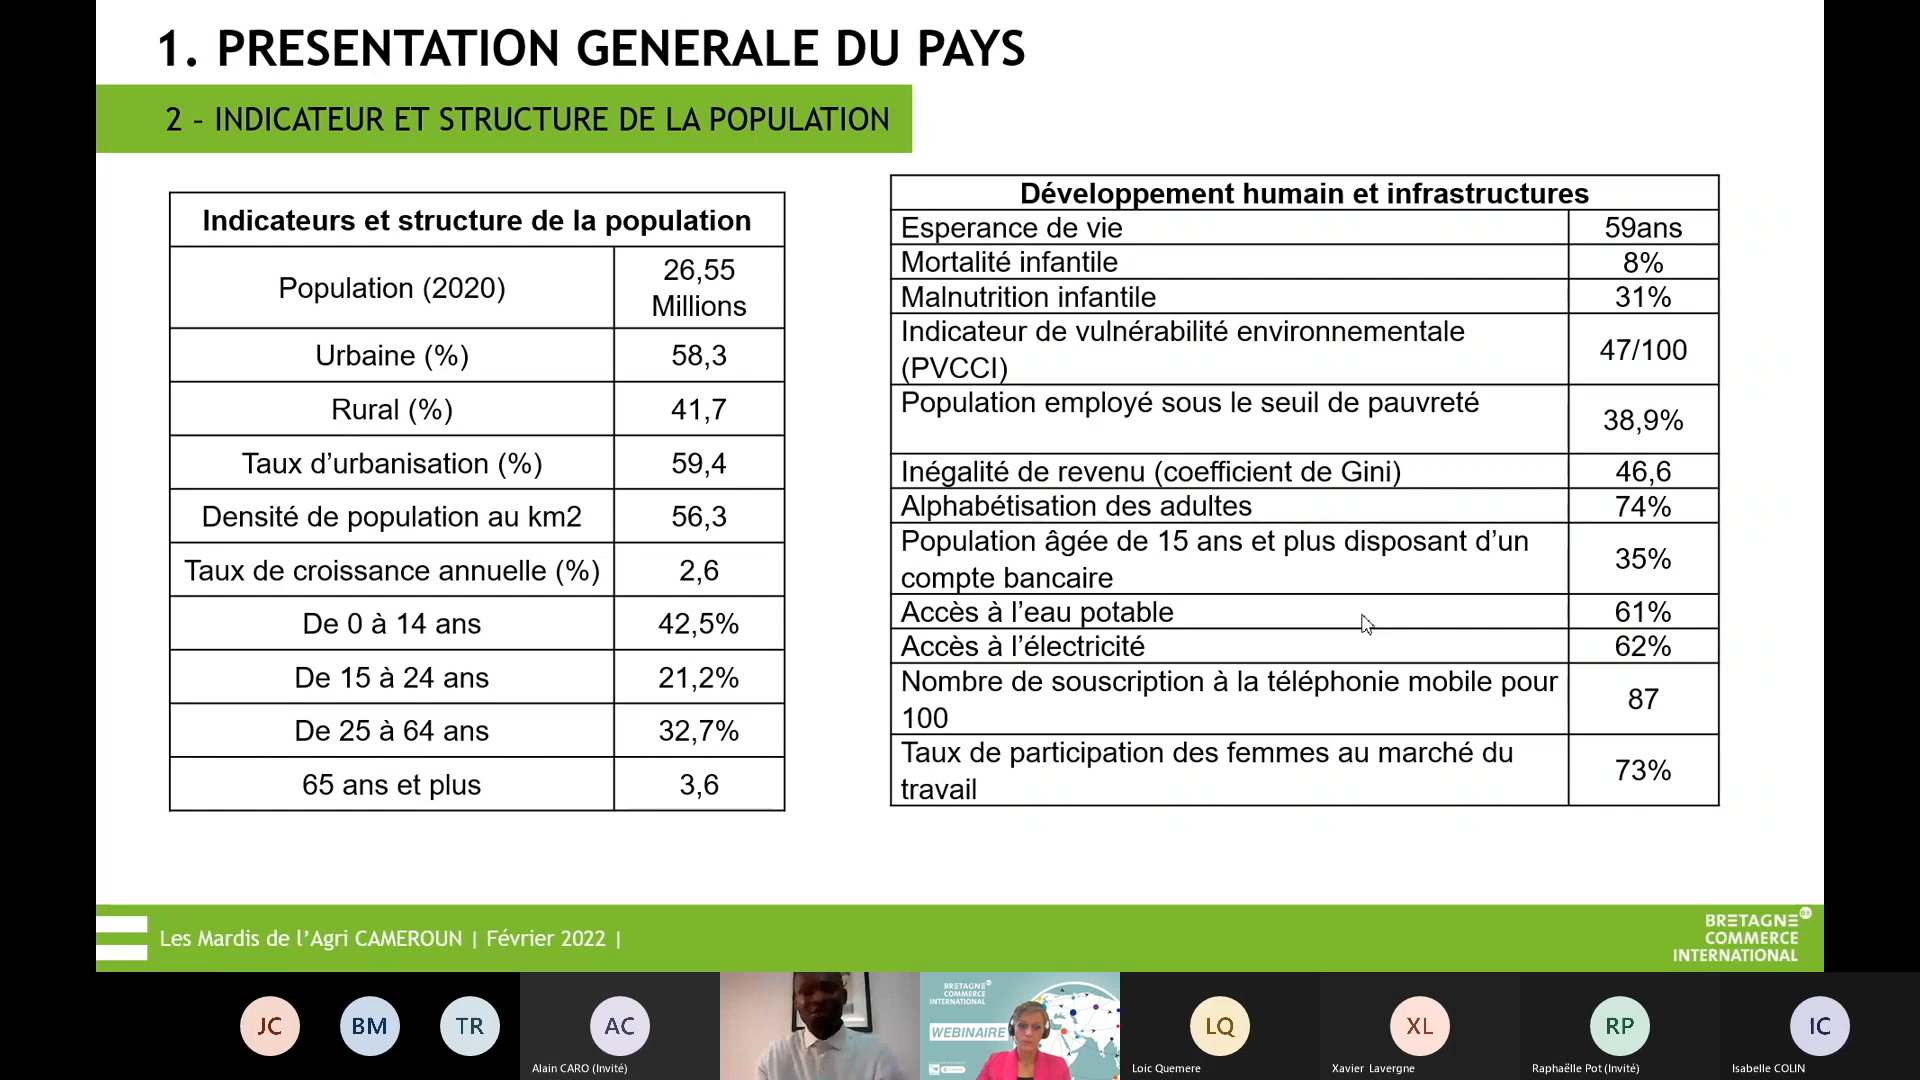 1. PRESENTATION GENERALE DU PAYS
2 - INDICATEUR ET STRUCTURE DE LA POPULATION
Indicateurs et structure de la population
Population (2020)
26,55
Millions
Urbaine (%)
58,3
Rural (%)
41,7
Taux d’urbanisation (%)
59,4
Densité de population au km2
56,3
Taux de croissance annuelle (%)
2,6
De 0 à 14 ans
42,5%
De 15 à 24 ans
21,2%
De 25 à 64 ans
32,7%
65 ans et plus
3,6
Développement humain et infrastructures
Esperance de vie
59ans
Mortalité infantile
8%
Malnutrition infantile
31%
Indicateur de vulnérabilité environnementale
(PVCCI)
47/100
Population employé sous le seuil de pauvreté
38,9%
Inégalité de revenu (coefficient de Gini)
46,6
Alphabétisation des adultes
74%
Population âgée de 15 ans et plus disposant d’un
compte bancaire
35%
Accès à l’eau potable
61%
Accès à l’électricité
62%
Nombre de souscription à la téléphonie mobile pour
100
87
Taux de participation des femmes au marché du
travail
73%
Les Mardis de l’Agri CAMEROUN | Février 2022 |
BRETAGNE
COMMERCE
INTERNATIONAL
JC
BM
TR
AC
Alain CARO (Invité)
BRETAGNE
COMMERCE
INTERNATIONAL
WEBINAIRE
LQ
Loic Quemere
XL
Xavier Lavergne
RP
Raphaëlle Pot (Invité)
IC
Isabelle COLIN